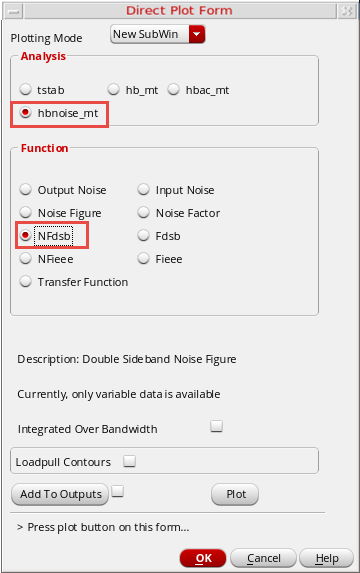 Direct Plot Form
Plotting Mode New SubWin
Analysis
tstab hb_mt hbac_mt
hbnoise_mt
Function
Output Noise Input Noise
Noise Figure Noise Factor
NFdsb Fdsb
NFieee Fieee
Transfer Function
Description: Double Sideband Noise Figure
Currently, only variable data is available
Integrated Over Bandwidth
Loadpull Contours
Add To Outputs Plot
> Press plot button on this form...
OK Cancel Help